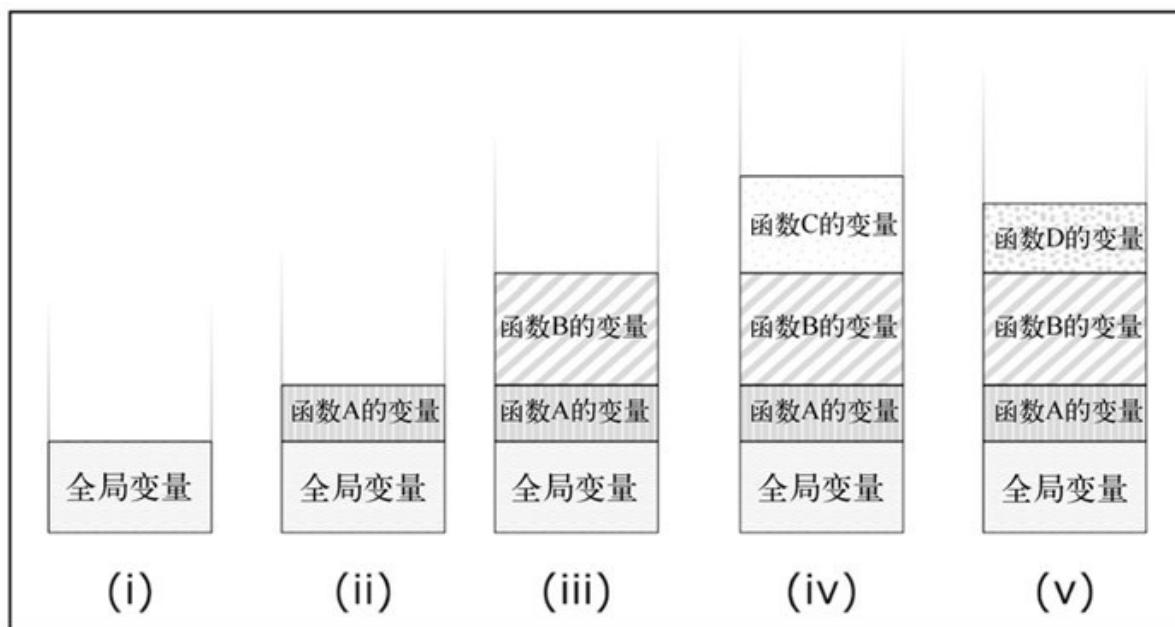 函数C的变量
函数D的变量
函数B的变量
函数B的变量
函数B的变量
函数A的变量
函数A的变量
函数A的变量
函数A的变量
全局变量
全局变量
全局变量
全局变量
全局变量
(i)
(ii)
(iii)
(iv)
(v)